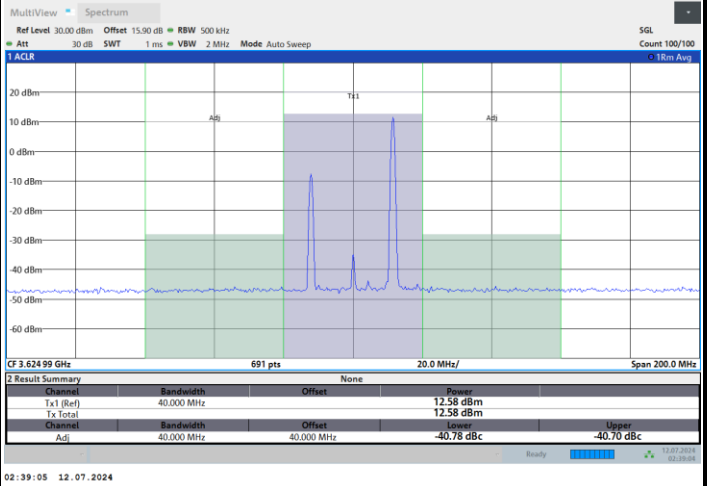 MultiView Spectrum
Ref Level 30.00 dBm Offset 15.90 dB RBW 500 kHz SGL
Att 30 dB SWT 1 ms VBW 2 MHz Mode Auto Sweep Count 100/100
1 ACLR 1Rm Avg
20 dBm
Tx1
10 dBm Adj Adj
0 dBm
-10 dBm
-20 dBm
-30 dBm
-40 dBm
-50 dBm
-60 dBm
CF 3.624 99 GHz 691 pts 20.0 MHz/ Span 200.0 MHz
2 Result Summary None
Channel Bandwidth Offset Power
Tx1 (Ref) 40.000 MHz 12.58 dBm
Tx Total 12.58 dBm
Channel Bandwidth Offset Lower Upper
Adj 40.000 MHz 40.000 MHz -40.78 dBc -40.70 dBc
Ready 12.07.2024
02:39:04
02:39:05 12.07.2024